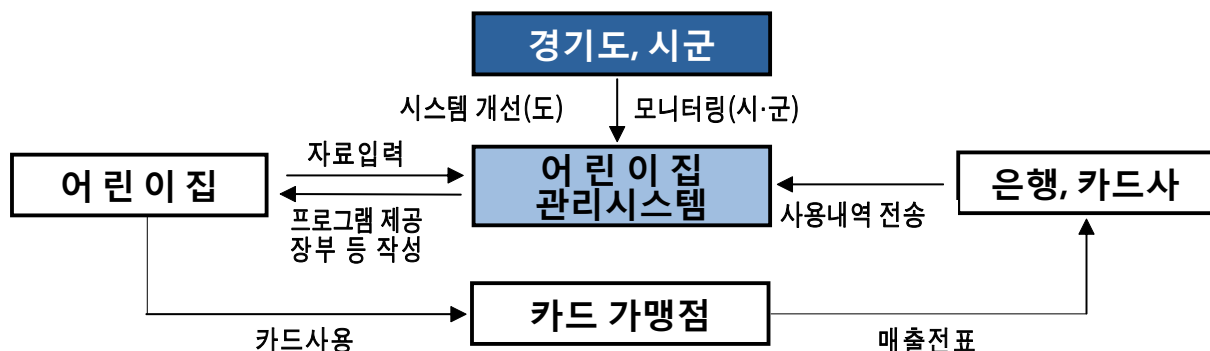 경기도, 시군
시스템 개선(도)
모니터링(시·군)
자료입력
어 린 이 집
어 린 이 집
관리시스템
은행, 카드사
프로그램 제공
장부 등 작성
사용내역 전송
카드 가맹점
카드사용
매출전표